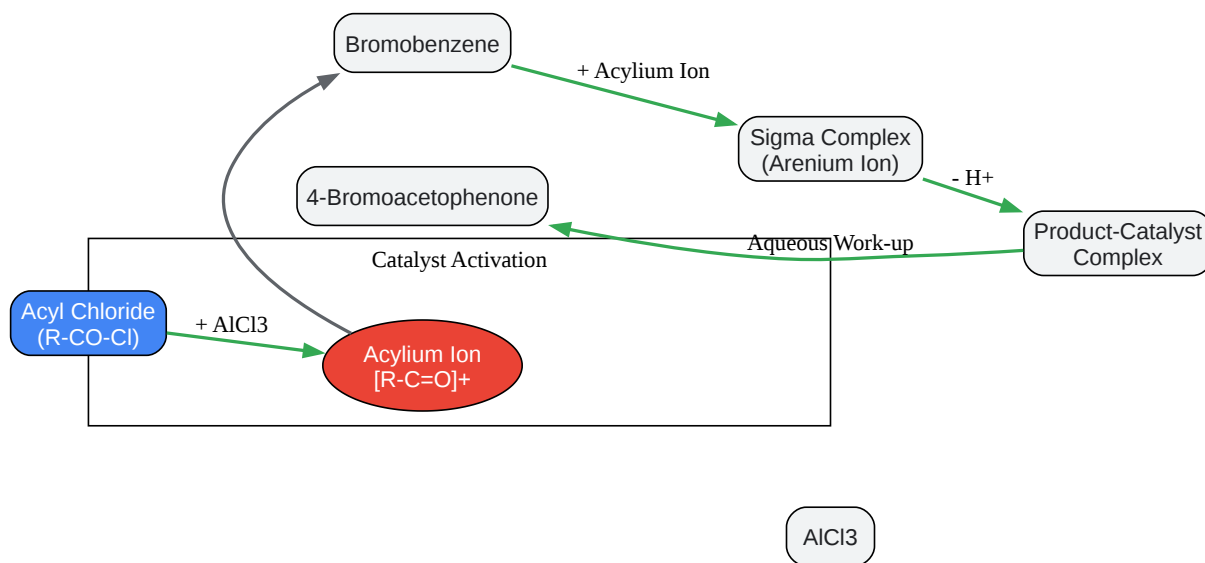 Bromobenzene
+ Acylium Ion
Sigma Complex
(Arenium Ion)
- H+
4-Bromoacetophenone
Product-Catalyst
Complex
Aqueous Work-up
Catalyst Activation
Acyl Chloride
(R-CO-Cl)
+ AlCl3
Acylium Ion
[R-C=O]+
AlCl3